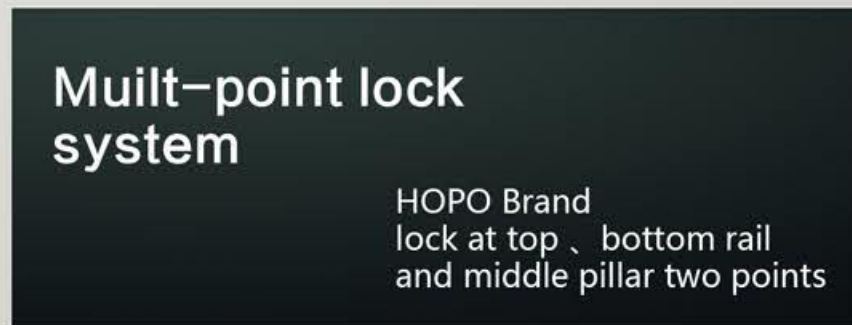 Muilt-point lock
system
HOPO Brand
lock at top 、 bottom rail
and middle pillar two points